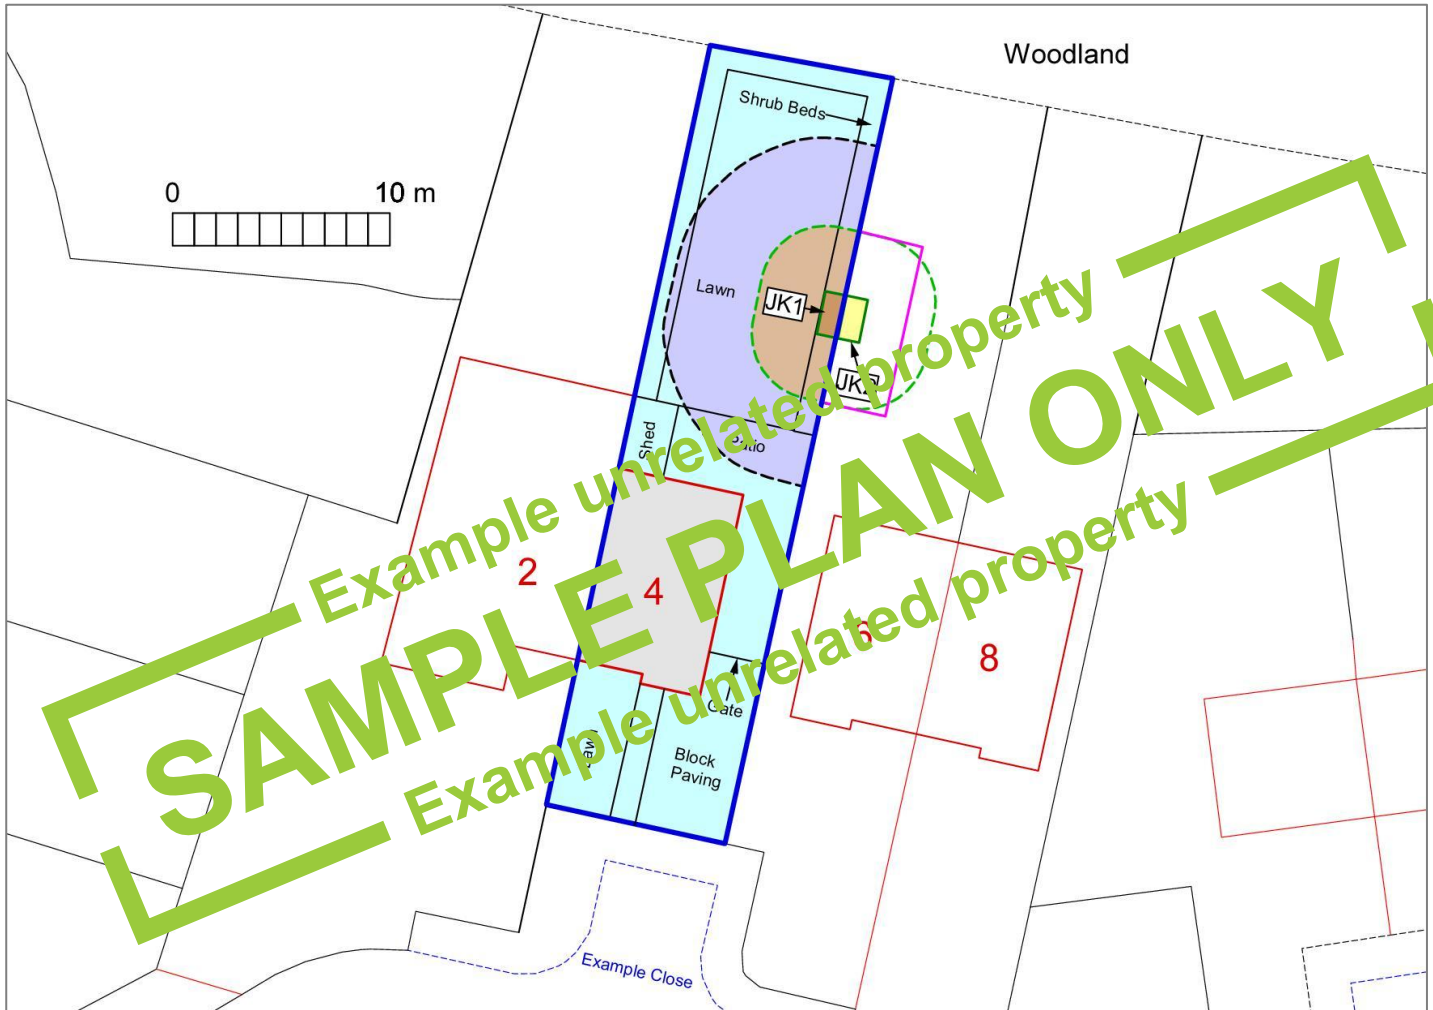 Woodland
Shrub Beds
0 10 m
Lawn
JK1
JK2
Shed
Patio
Example unrelated property
SAMPLE PLAN ONLY
Example unrelated property
2
4
6
8
Gate
Lawn
Block
Paving
Example Close